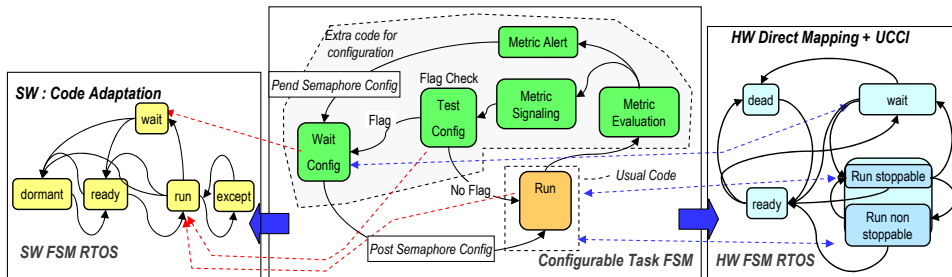 SW : Code Adaptation
wait
dormant
ready
run
except
SW FSM RTOS
Extra code for
configuration
Metric Alert
Pend Semaphore Config
Flag Check
Flag
Test
Config
Metric
Signaling
Metric
Evaluation
Wait
Config
No Flag
Run
Usual Code
Post Semaphore Config
Configurable Task FSM
HW Direct Mapping + UCCI
dead
wait
ready
Run stoppable
Run non
stoppable
HW FSM RTOS